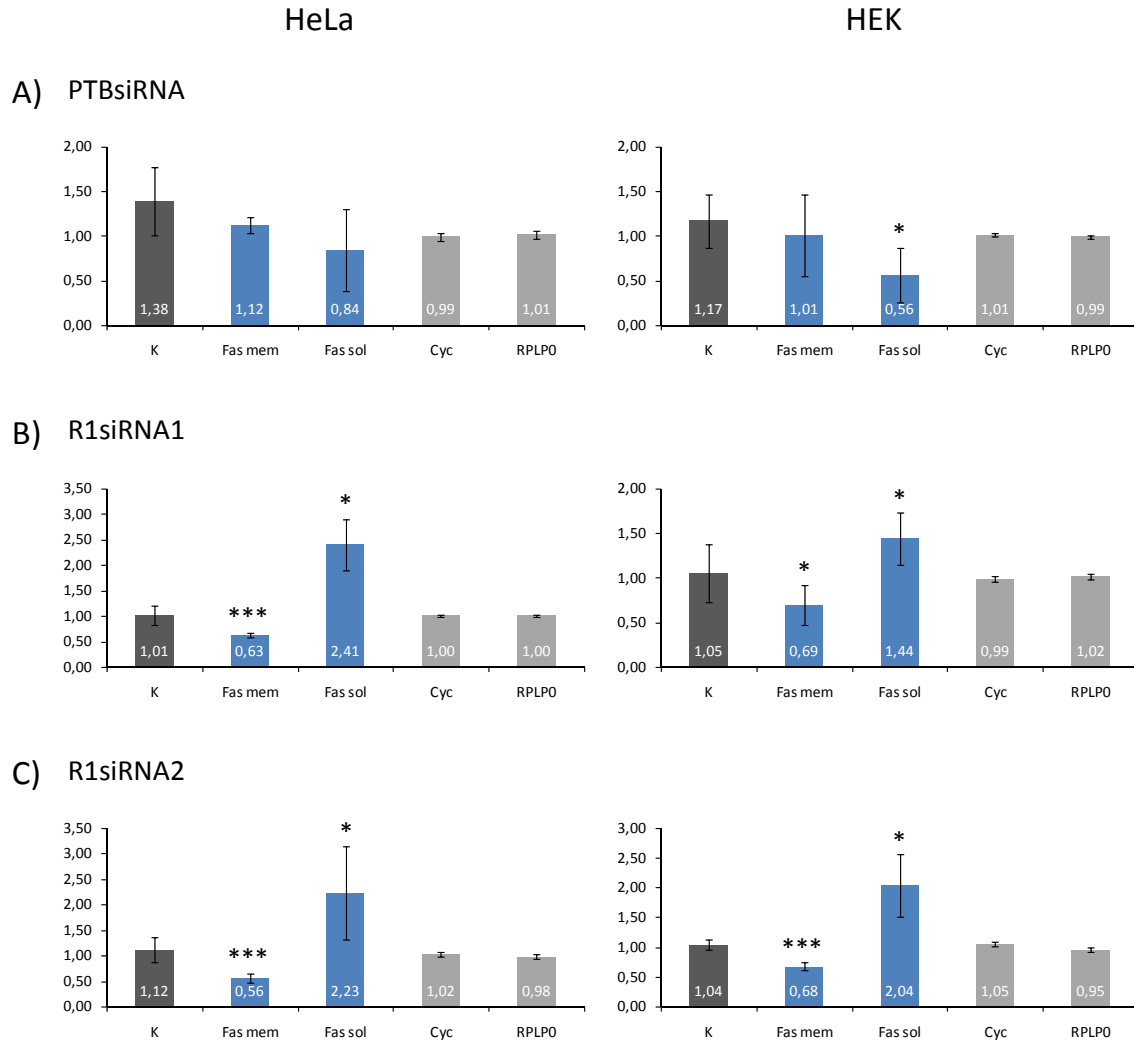 HeLa HEK
A) PTBsiRNA
2,00 2,00
1,50 1,50
* 
1,00 1,00
0,50 0,50
1,38 1,12 0,84 0,99 1,01 1,17 1,01 0,56 1,01 0,99
0,00 0,00
K Fas mem Fas sol Cyc RPLP0 K Fas mem Fas sol Cyc RPLP0
B) R1siRNA1
3,50 2,00
* *
3,00
2,50 1,50
2,00 *
1,50 1,00
*** 
1,00
0,50 0,50
1,01 0,63 2,41 1,00 1,00 1,05 0,69 1,44 0,99 1,02
0,00 0,00
K Fas mem Fas sol Cyc RPLP0 K Fas mem Fas sol Cyc RPLP0
C) R1siRNA2
3,50 3,00
* *
3,00 2,50
2,50 2,00
2,00 1,50
1,50
*** ***
1,00 1,00
0,50 0,50
1,12 0,56 2,23 1,02 0,98 1,04 0,68 2,04 1,05 0,95
0,00 0,00
K Fas mem Fas sol Cyc RPLP0 K Fas mem Fas sol Cyc RPLP0